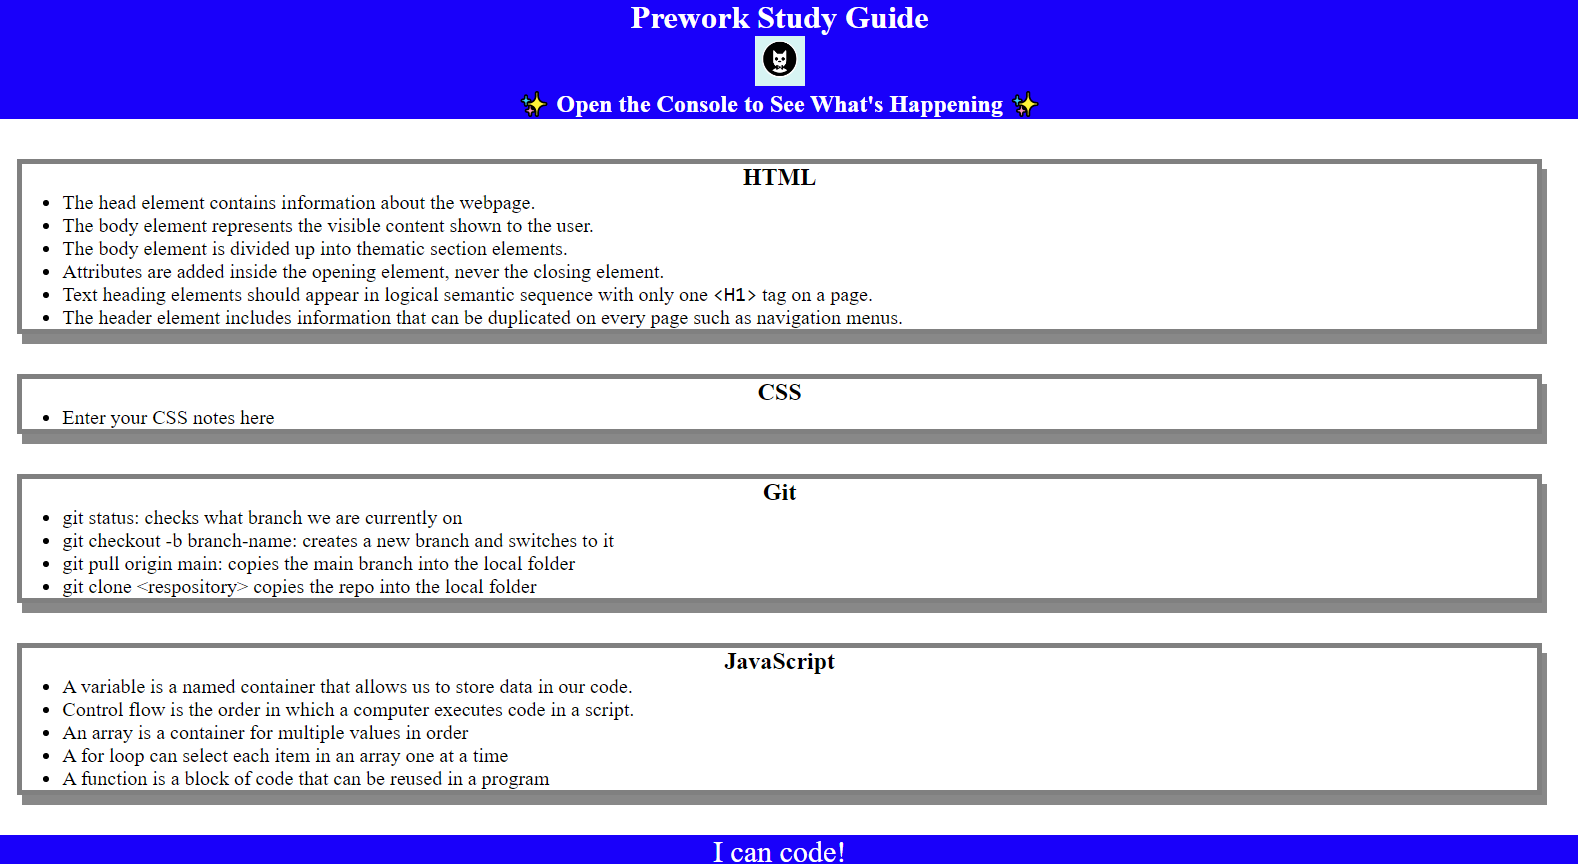 Prework Study Guide
✨ Open the Console to See What's Happening ✨
HTML
• The head element contains information about the webpage.
• The body element represents the visible content shown to the user.
• The body element is divided up into thematic section elements.
• Attributes are added inside the opening element, never the closing element.
• Text heading elements should appear in logical semantic sequence with only one <H1> tag on a page.
• The header element includes information that can be duplicated on every page such as navigation menus.
CSS
• Enter your CSS notes here
Git
• git status: checks what branch we are currently on
• git checkout -b branch-name: creates a new branch and switches to it
• git pull origin main: copies the main branch into the local folder
• git clone <respository> copies the repo into the local folder
JavaScript
• A variable is a named container that allows us to store data in our code.
• Control flow is the order in which a computer executes code in a script.
• An array is a container for multiple values in order
• A for loop can select each item in an array one at a time
• A function is a block of code that can be reused in a program
I can code!